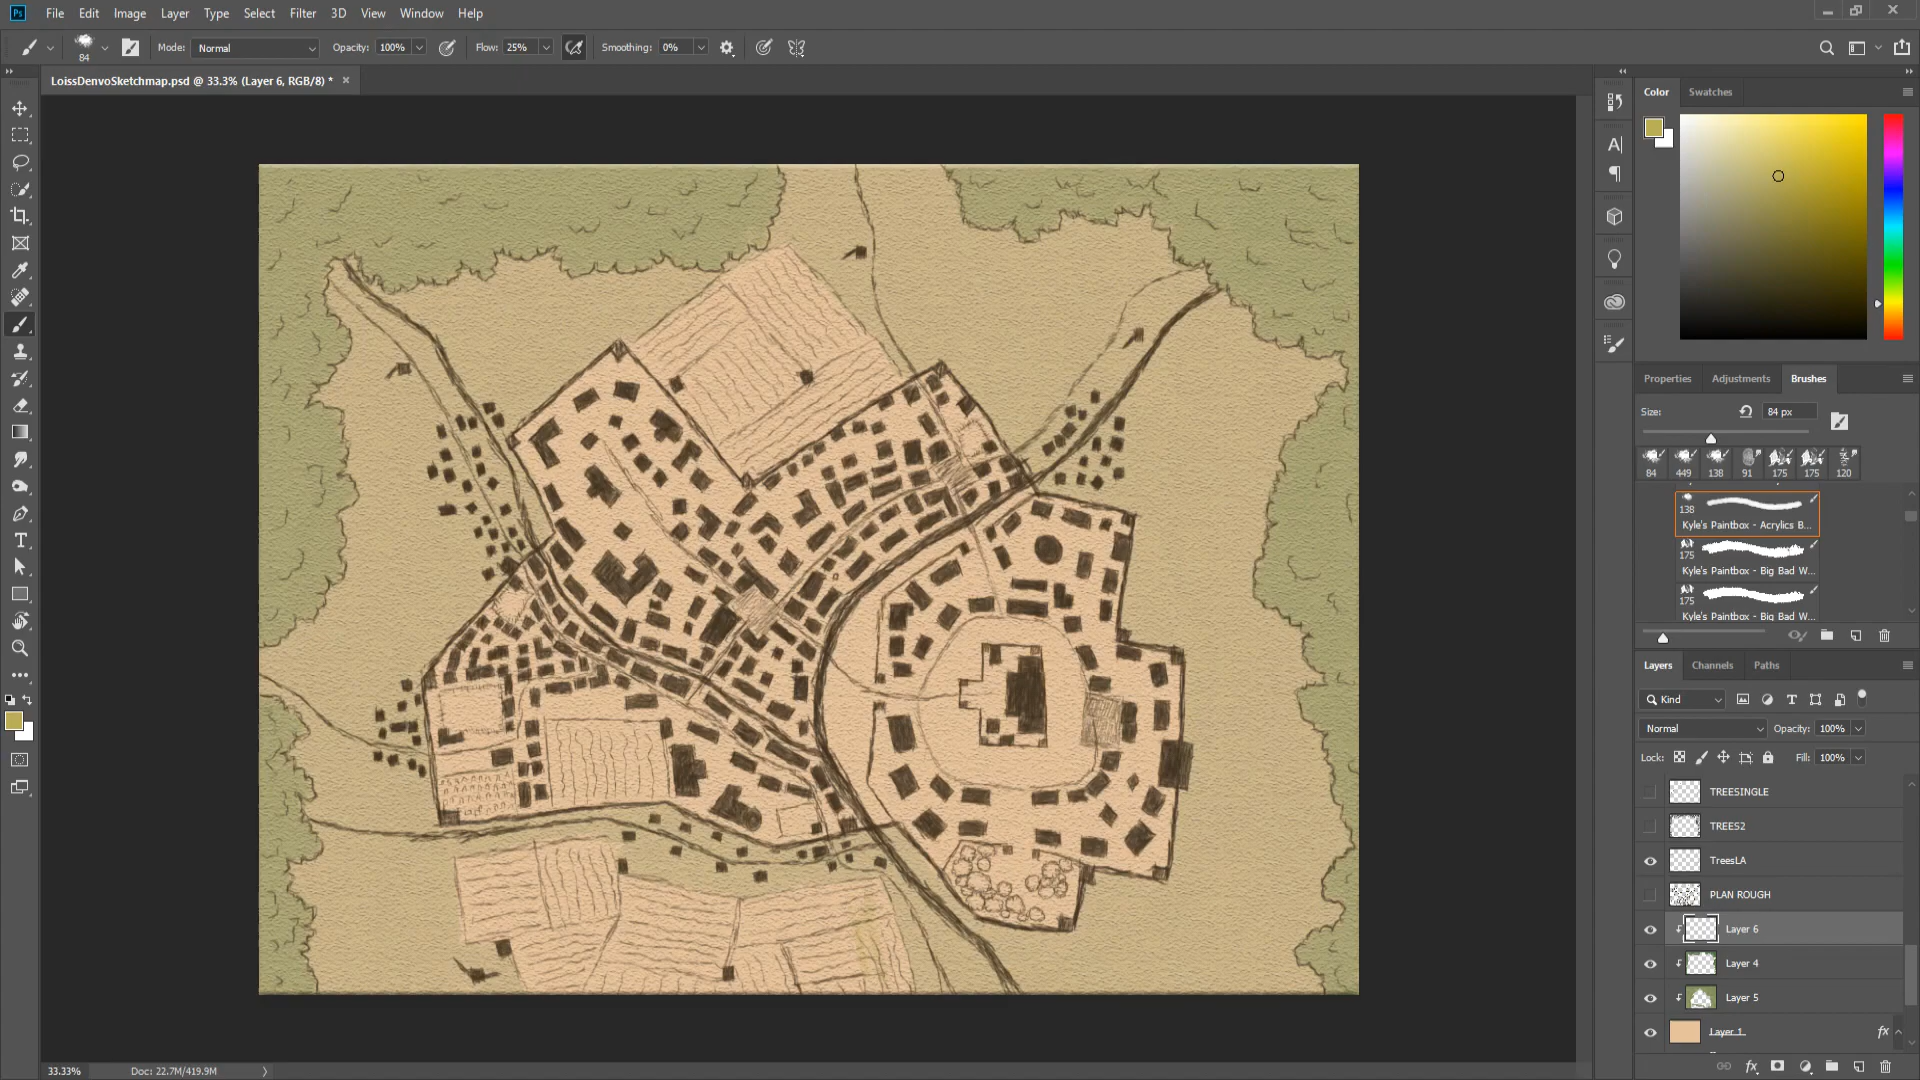 Ps File Edit Image Layer Type Select Filter 3D View Window Help
84 Mode: Normal Opacity: 100% Flow: 25% Smoothing: 0%
LoissDenvoSketchmap.psd @ 33.3% (Layer 6, RGB/8) *
Color Swatches
Properties Adjustments Brushes
Size: 84 px
84 449 138 91 175 175 120
138
Kyle's Paintbox - Acrylics B...
175
Kyle's Paintbox - Big Bad W...
175
Kyle's Paintbox - Big Bad W...
Layers Channels Paths
Kind
Normal Opacity: 100%
Lock: Fill: 100%
TREESINGLE
TREES2
TreesLA
PLAN ROUGH
Layer 6
Layer 4
Layer 5
Layer 1 fx
33.33% Doc: 22.7M/419.9M